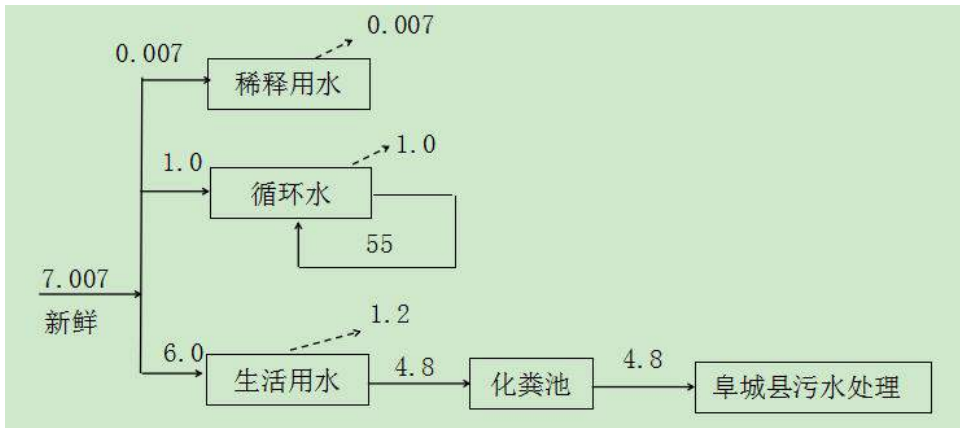 0.007
0.007
稀释用水
1.0
1.0
循环水
55
7.007
新鲜
1.2
6.0
生活用水
4.8
化粪池
4.8
阜城县污水处理